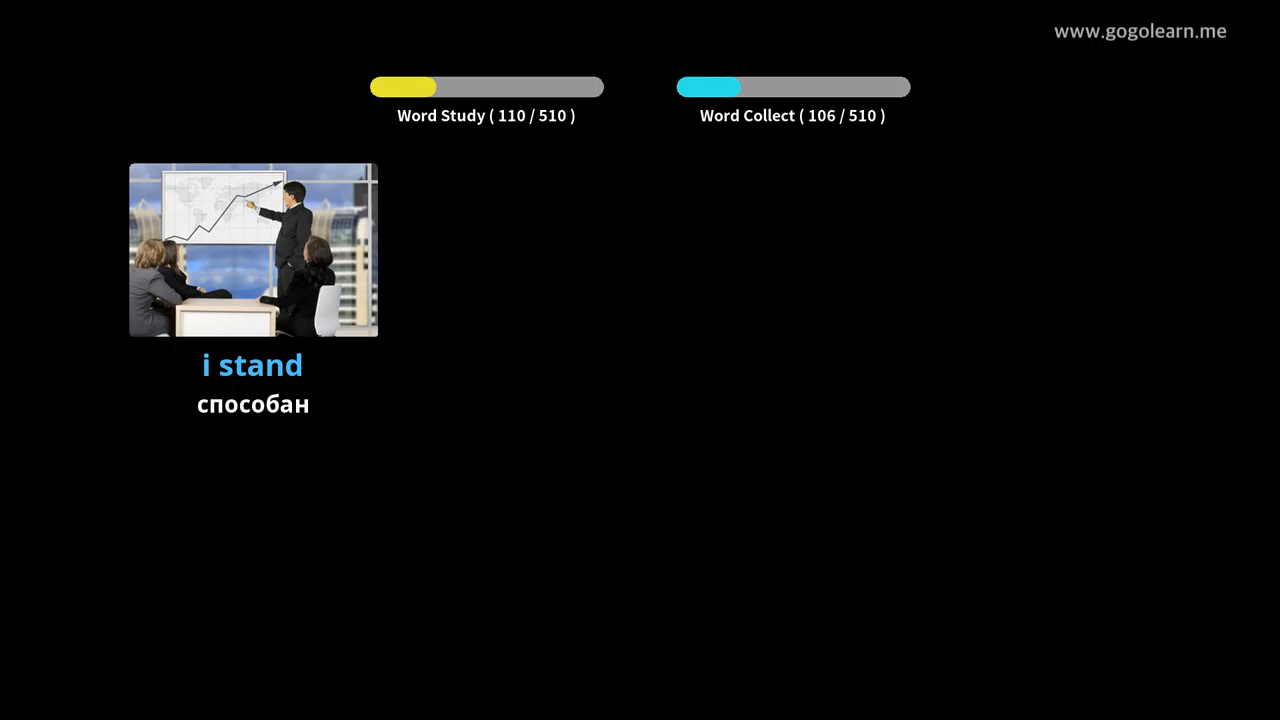 www.gogolearn.me
Word Study ( 110 / 510 )
Word Collect ( 106 / 510 )
i stand
способан